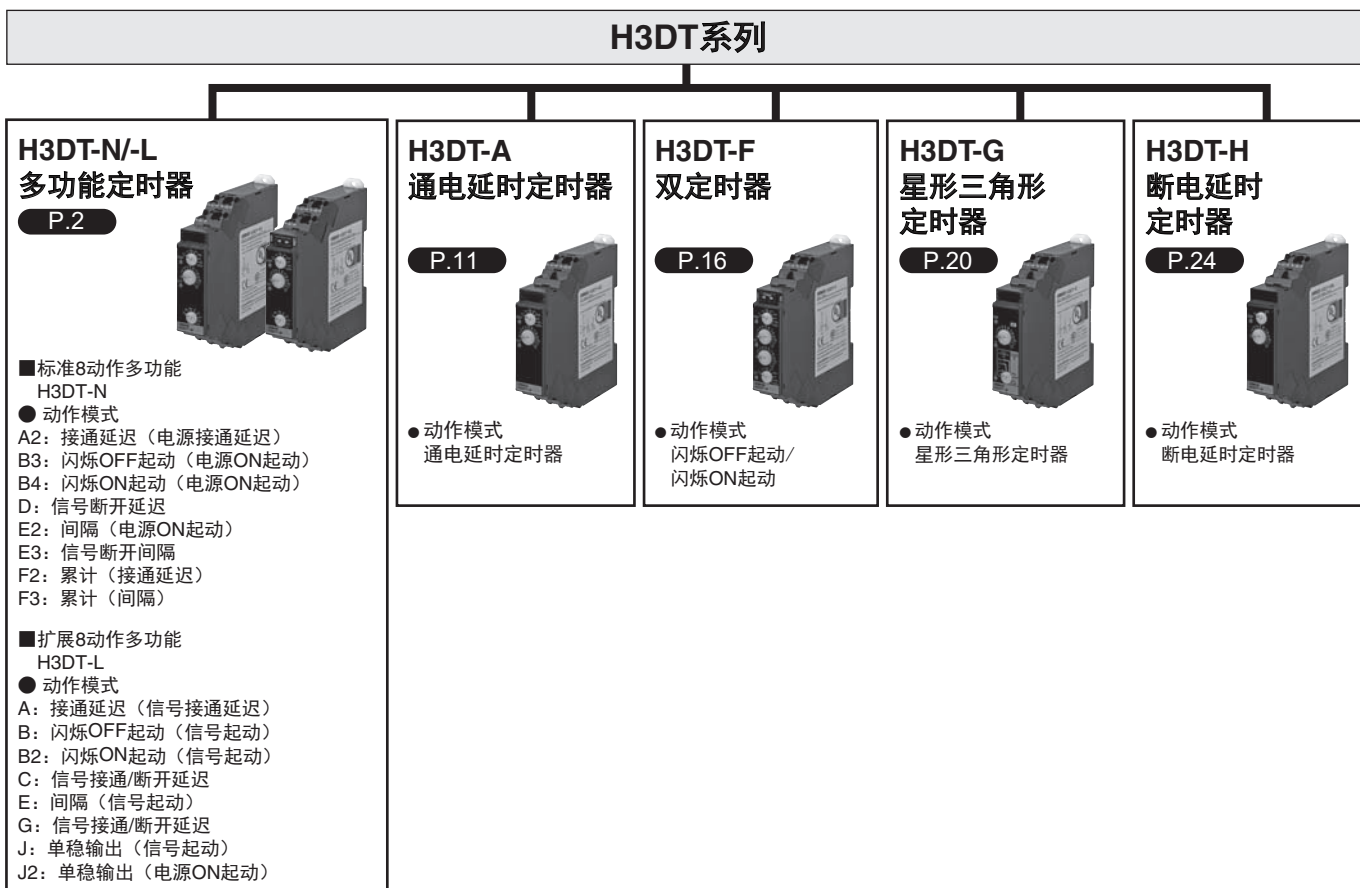 H3DT系列
H3DT-N/-L
多功能定时器
P.2
■标准8动作多功能
H3DT-N
● 动作模式
A2：接通延迟（电源接通延迟）
B3：闪烁OFF起动（电源ON起动）
B4：闪烁ON起动（电源ON起动）
D：信号断开延迟
E2：间隔（电源ON起动）
E3：信号断开间隔
F2：累计（接通延迟）
F3：累计（间隔）
■扩展8动作多功能
H3DT-L
● 动作模式
A：接通延迟（信号接通延迟）
B：闪烁OFF起动（信号起动）
B2：闪烁ON起动（信号起动）
C：信号接通/断开延迟
E：间隔（信号起动）
G：信号接通/断开延迟
J：单稳输出（信号起动）
J2：单稳输出（电源ON起动）
H3DT-A
通电延时定时器
P.11
●动作模式
通电延时定时器
H3DT-F
双定时器
P.16
●动作模式
闪烁OFF起动/
闪烁ON起动
H3DT-G
星形三角形
定时器
P.20
●动作模式
星形三角形定时器
H3DT-H
断电延时
定时器
P.24
●动作模式
断电延时定时器